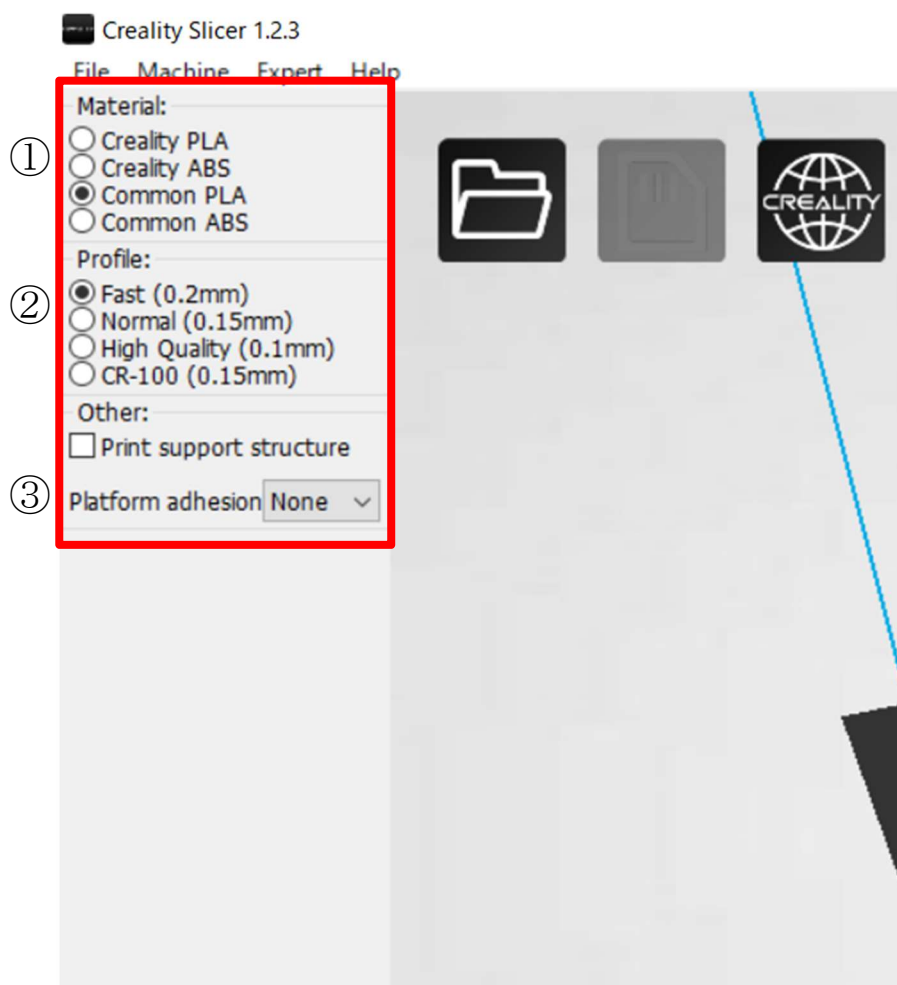 Creality Slicer 1.2.3
File Machine Expert Help
Material:
① Creality PLA
Creality ABS
Common PLA
Common ABS
Profile:
② Fast (0.2mm)
Normal (0.15mm)
High Quality (0.1mm)
CR-100 (0.15mm)
Other:
Print support structure
③ Platform adhesion None
CREALITY